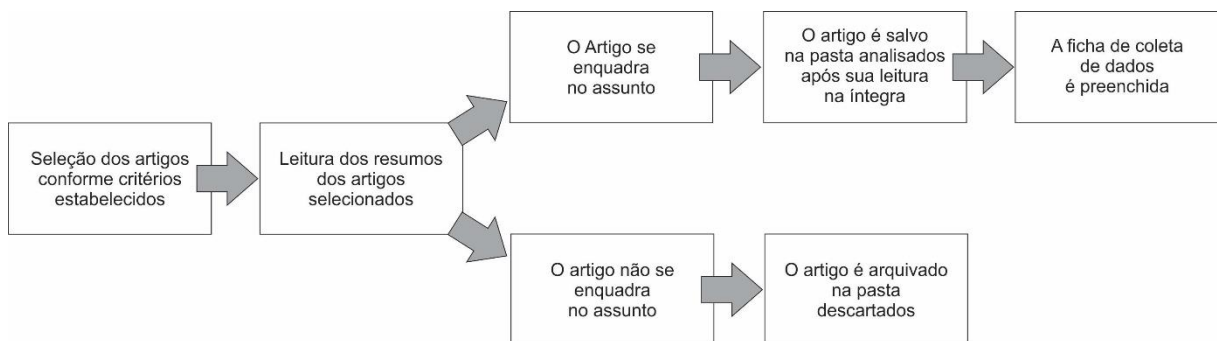 Seleção dos artigos
conforme critérios
estabelecidos
Leitura dos resumos
dos artigos
selecionados
O Artigo se
enquadra
no assunto
O artigo é salvo
na pasta analisados
após sua leitura
na íntegra
A ficha de coleta
de dados
é preenchida
O artigo não se
enquadra
no assunto
O artigo é arquivado
na pasta
descartados